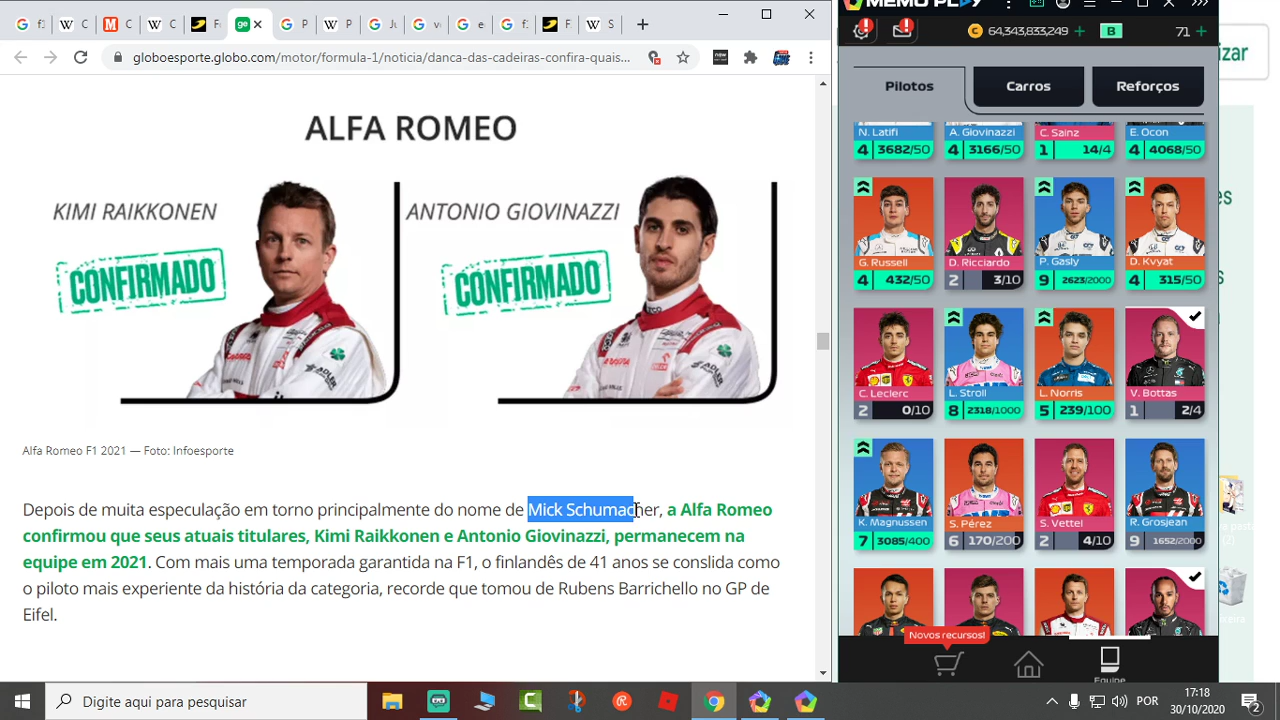 globoesporte.globo.com/motor/formula-1/noticia/danca-das-cadeiras-confira-quais...
ALFA ROMEO
KIMI RAIKKONEN
CONFIRMADO
ANTONIO GIOVINAZZI
CONFIRMADO
Alfa Romeo F1 2021 — Foto: Infoesporte
Depois de muita especulação em torno principalmente do nome de Mick Schumacher, a Alfa Romeo
confirmou que seus atuais titulares, Kimi Raikkonen e Antonio Giovinazzi, permanecem na
equipe em 2021. Com mais uma temporada garantida na F1, o finlandês de 41 anos se conslida como
o piloto mais experiente da história da categoria, recorde que tomou de Rubens Barrichello no GP de
Eifel.
MEMO PLAY
C 64,343,833,249 + B 71 +
Pilotos Carros Reforços
N. Latifi A. Giovinazzi C. Sainz E. Ocon
4 3682/50 4 3166/50 1 14/4 4 4068/50
G. Russell D. Ricciardo P. Gasly D. Kvyat
4 432/50 2 3/10 9 2623/2000 4 315/50
C. Leclerc L. Stroll L. Norris V. Bottas
2 0/10 8 2318/1000 5 239/100 1 2/4
K. Magnussen S. Pérez S. Vettel R. Grosjean
7 3085/400 6 170/200 2 4/10 9 1652/2000
Novos recursos!
Equipe
izar
Digite aqui para pesquisar
POR
17:18
30/10/2020
2